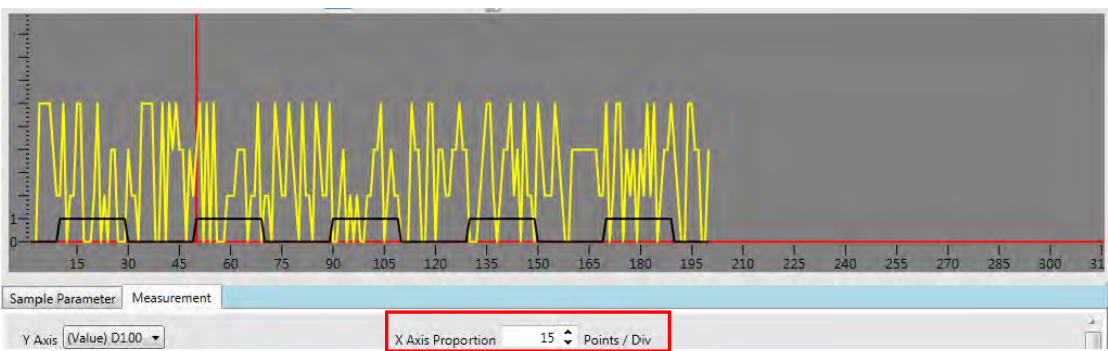 1
0
15 30 45 60 75 90 105 120 135 150 165 180 195 210 225 240 255 270 285 300 31
Sample Parameter Measurement
Y Axis (Value) D100 X Axis Proportion 15 Points / Div